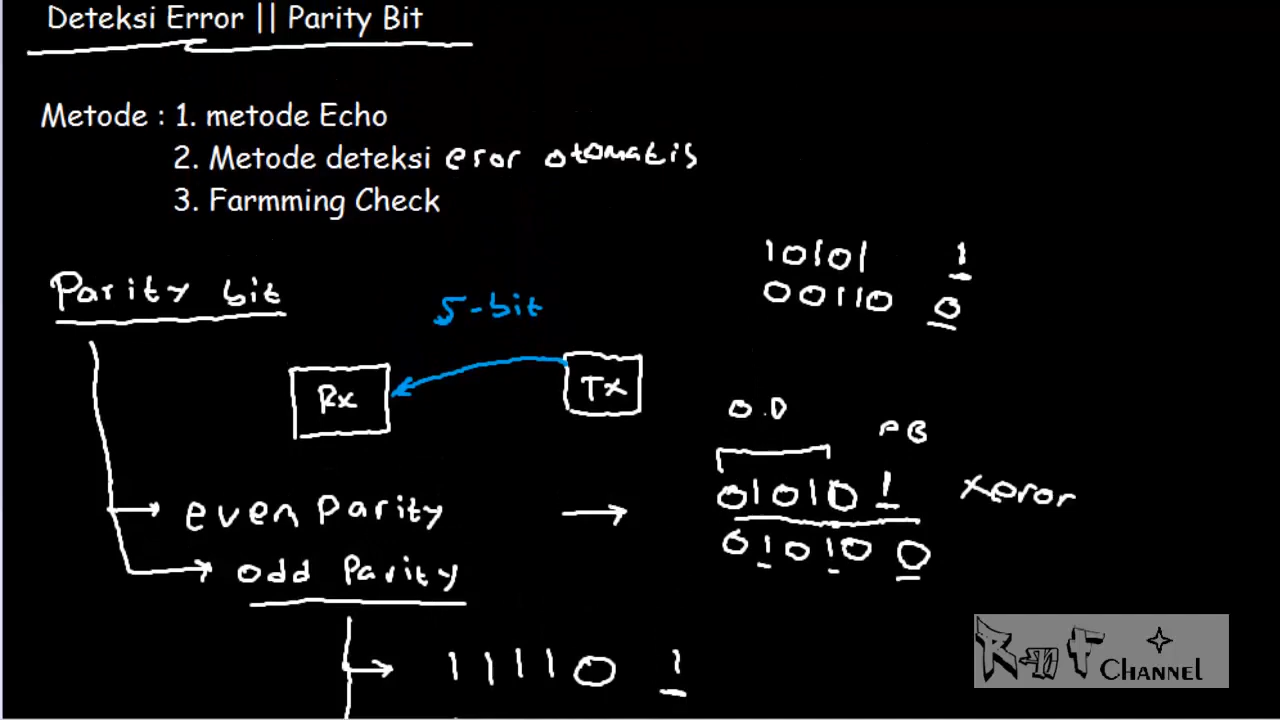 Deteksi Error || Parity Bit
Metode : 1. metode Echo
2. Metode deteksi eror otomatis
3. Farmming Check
10101 1
00110 0
Parity bit
5-bit
Rx
Tx
O.D
PB
even Parity
01010 1 xeror
01010 0
odd Parity
11110 1
R-n F CHANNEL